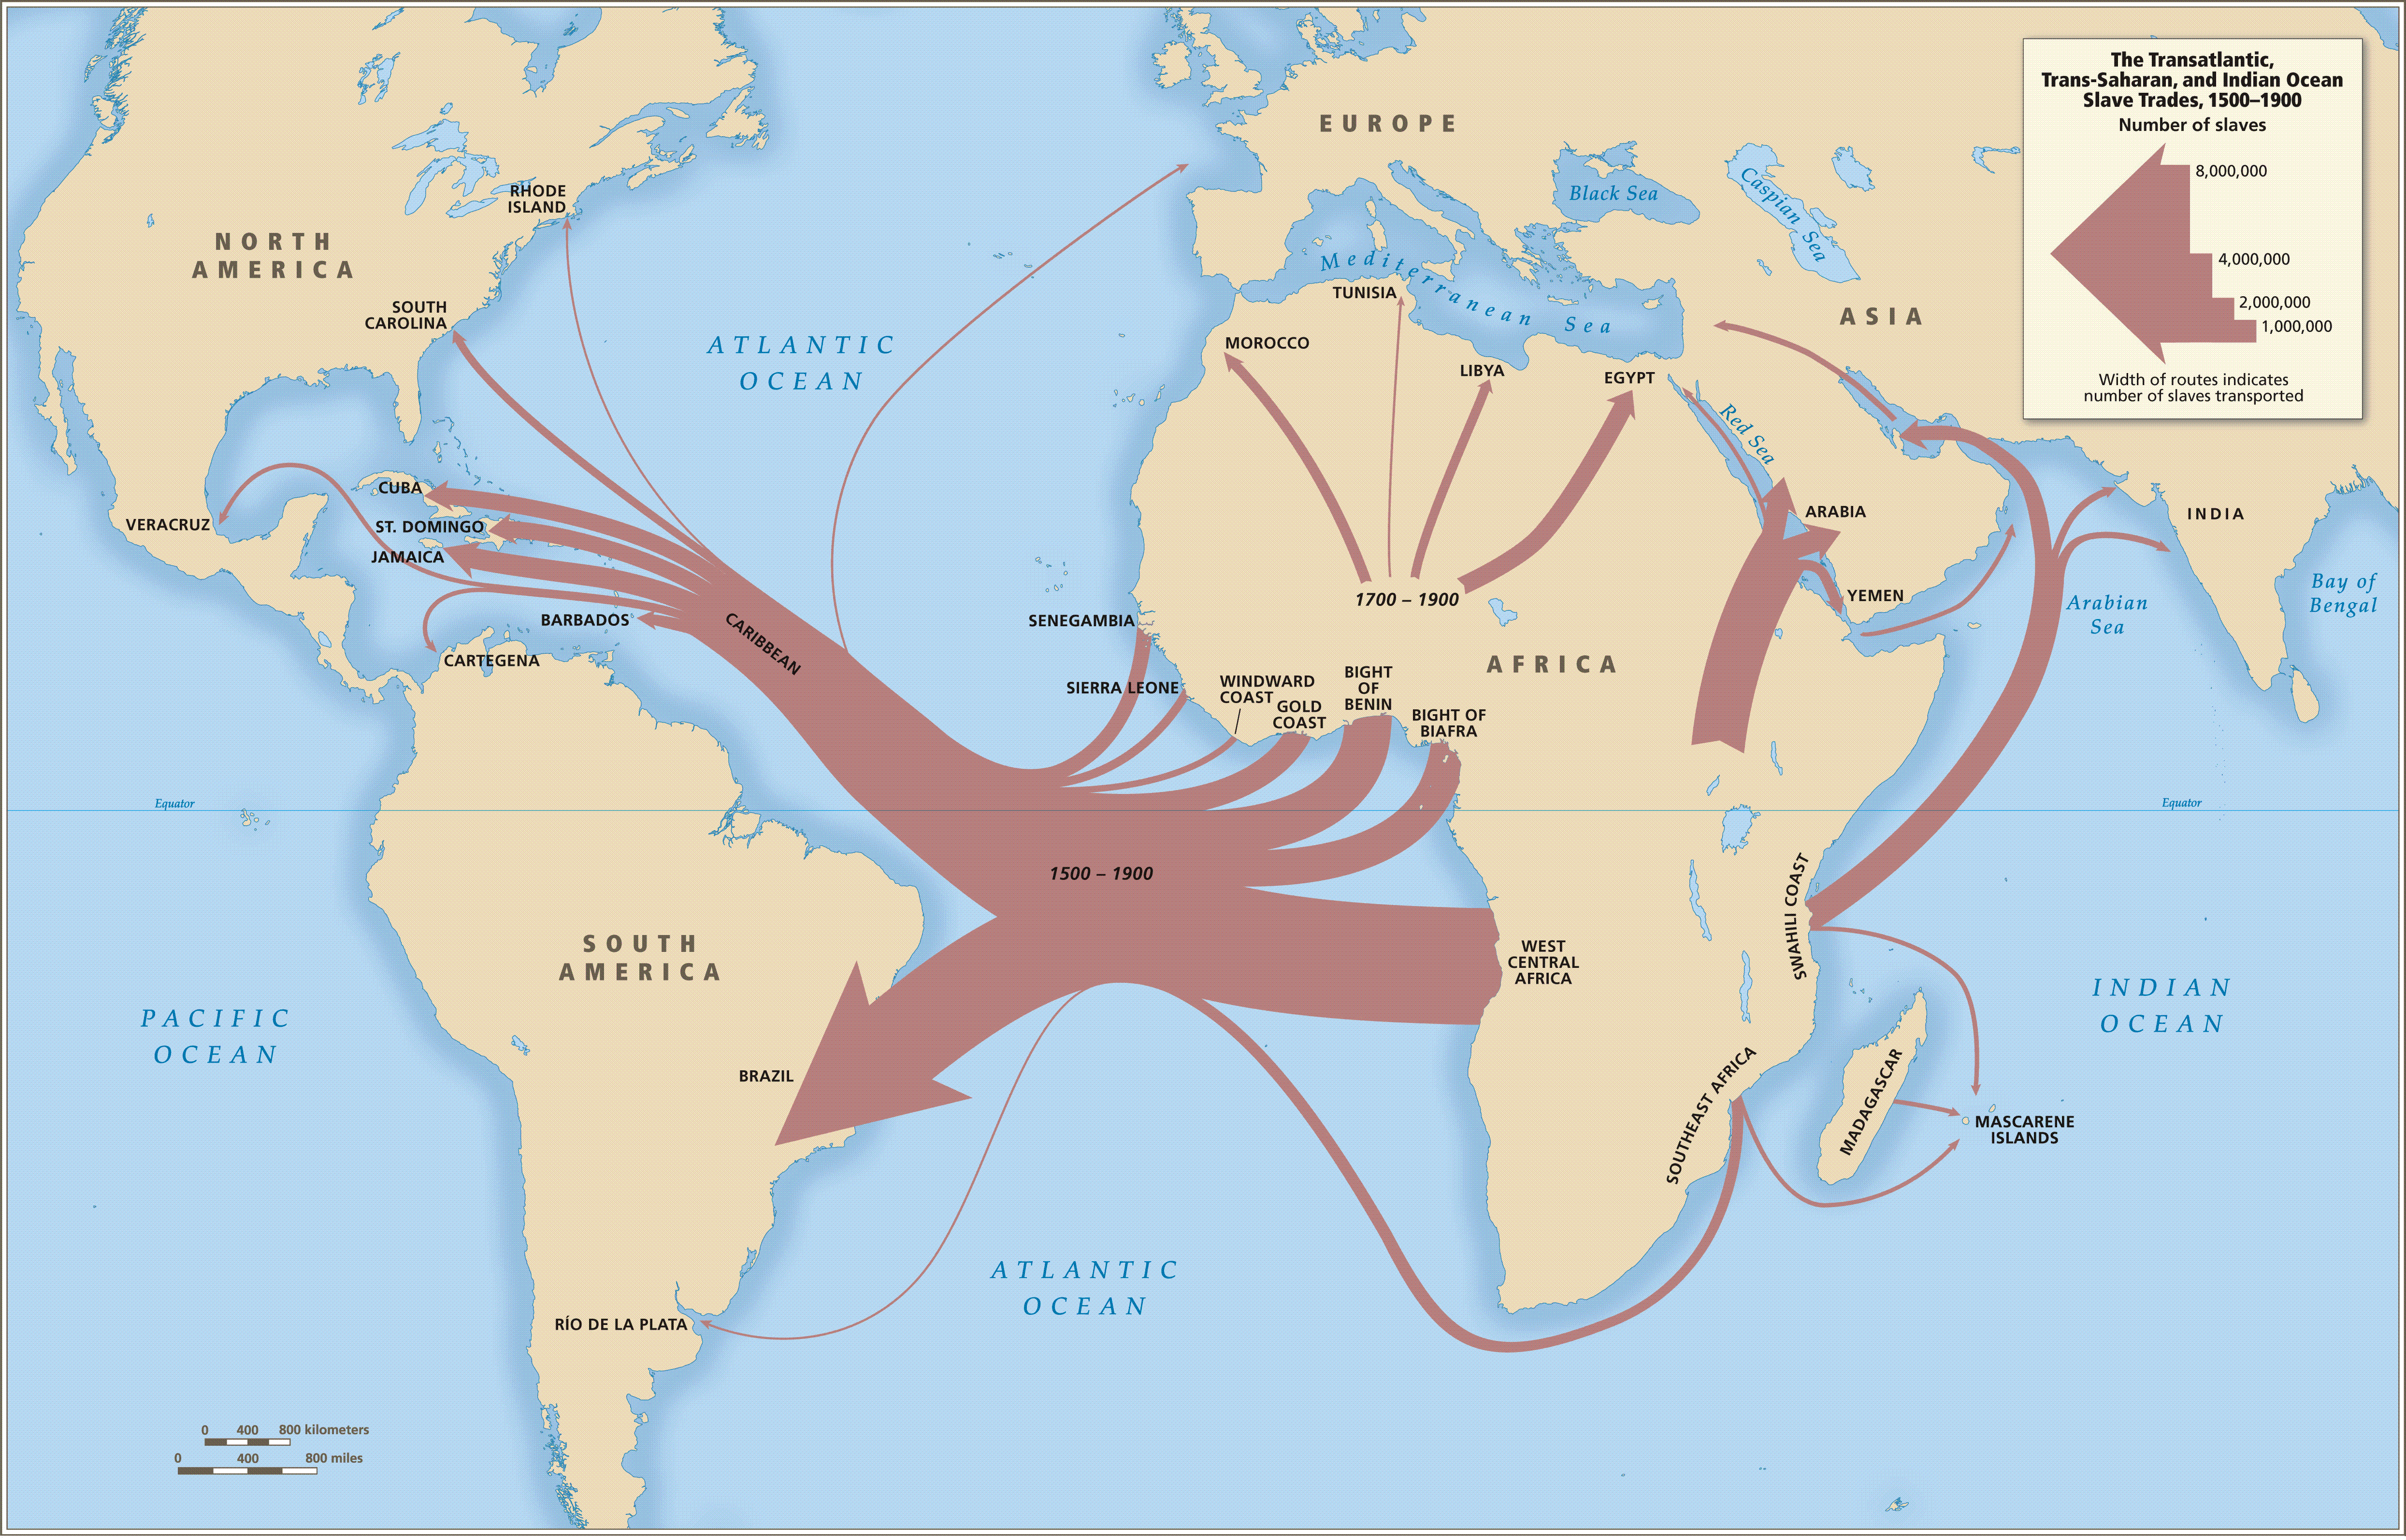 The Transatlantic,
Trans-Saharan, and Indian Ocean
Slave Trades, 1500–1900
Number of slaves
8,000,000
4,000,000
2,000,000
1,000,000
Width of routes indicates
number of slaves transported
EUROPE
Black Sea
Caspian Sea
ASIA
RHODE
ISLAND
NORTH
AMERICA
SOUTH
CAROLINA
ATLANTIC
OCEAN
Mediterranean Sea
TUNISIA
MOROCCO
LIBYA
EGYPT
Red Sea
CUBA
VERACRUZ
ST. DOMINGO
JAMAICA
ARABIA
INDIA
Bay of
Bengal
Arabian
Sea
YEMEN
1700 – 1900
BARBADOS
CARIBBEAN
CARTEGENA
SENEGAMBIA
SIERRA LEONE
WINDWARD
COAST
GOLD
COAST
BIGHT
OF
BENIN
BIGHT OF
BIAFRA
AFRICA
Equator
Equator
1500 – 1900
SOUTH
AMERICA
WEST
CENTRAL
AFRICA
SWAHILI COAST
INDIAN
OCEAN
PACIFIC
OCEAN
BRAZIL
SOUTHEAST AFRICA
MADAGASCAR
MASCARENE
ISLANDS
ATLANTIC
OCEAN
RÍO DE LA PLATA
0 400 800 kilometers
0 400 800 miles